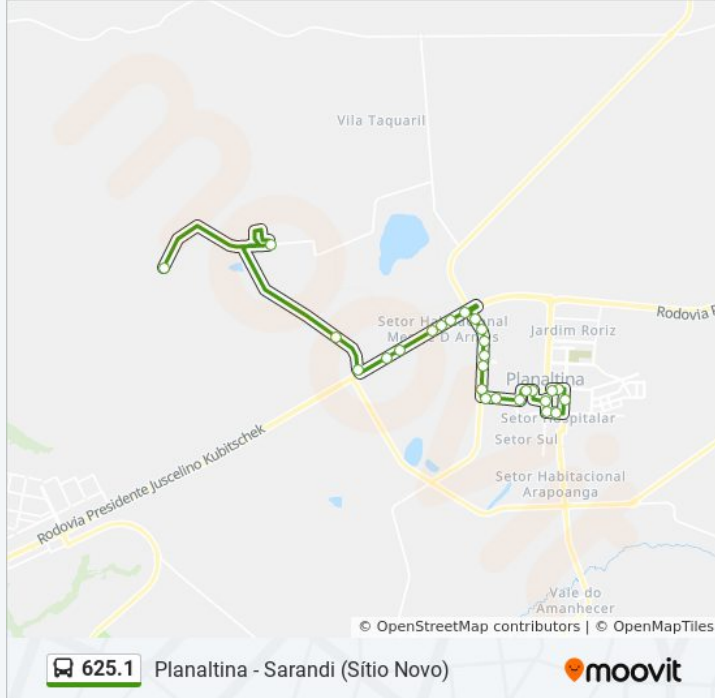 Vila Taquaril
Setor Habitacional
Mestre D'Armas
Jardim Roriz
Rodovia P
Planaltina
Setor Hospitalar
Setor Sul
Setor Habitacional
Arapoanga
Rodovia Presidente Juscelino Kubitschek
Vale do
Amanhecer
© OpenStreetMap contributors | © OpenMapTiles
625.1 Planaltina - Sarandi (Sítio Novo)
moovit